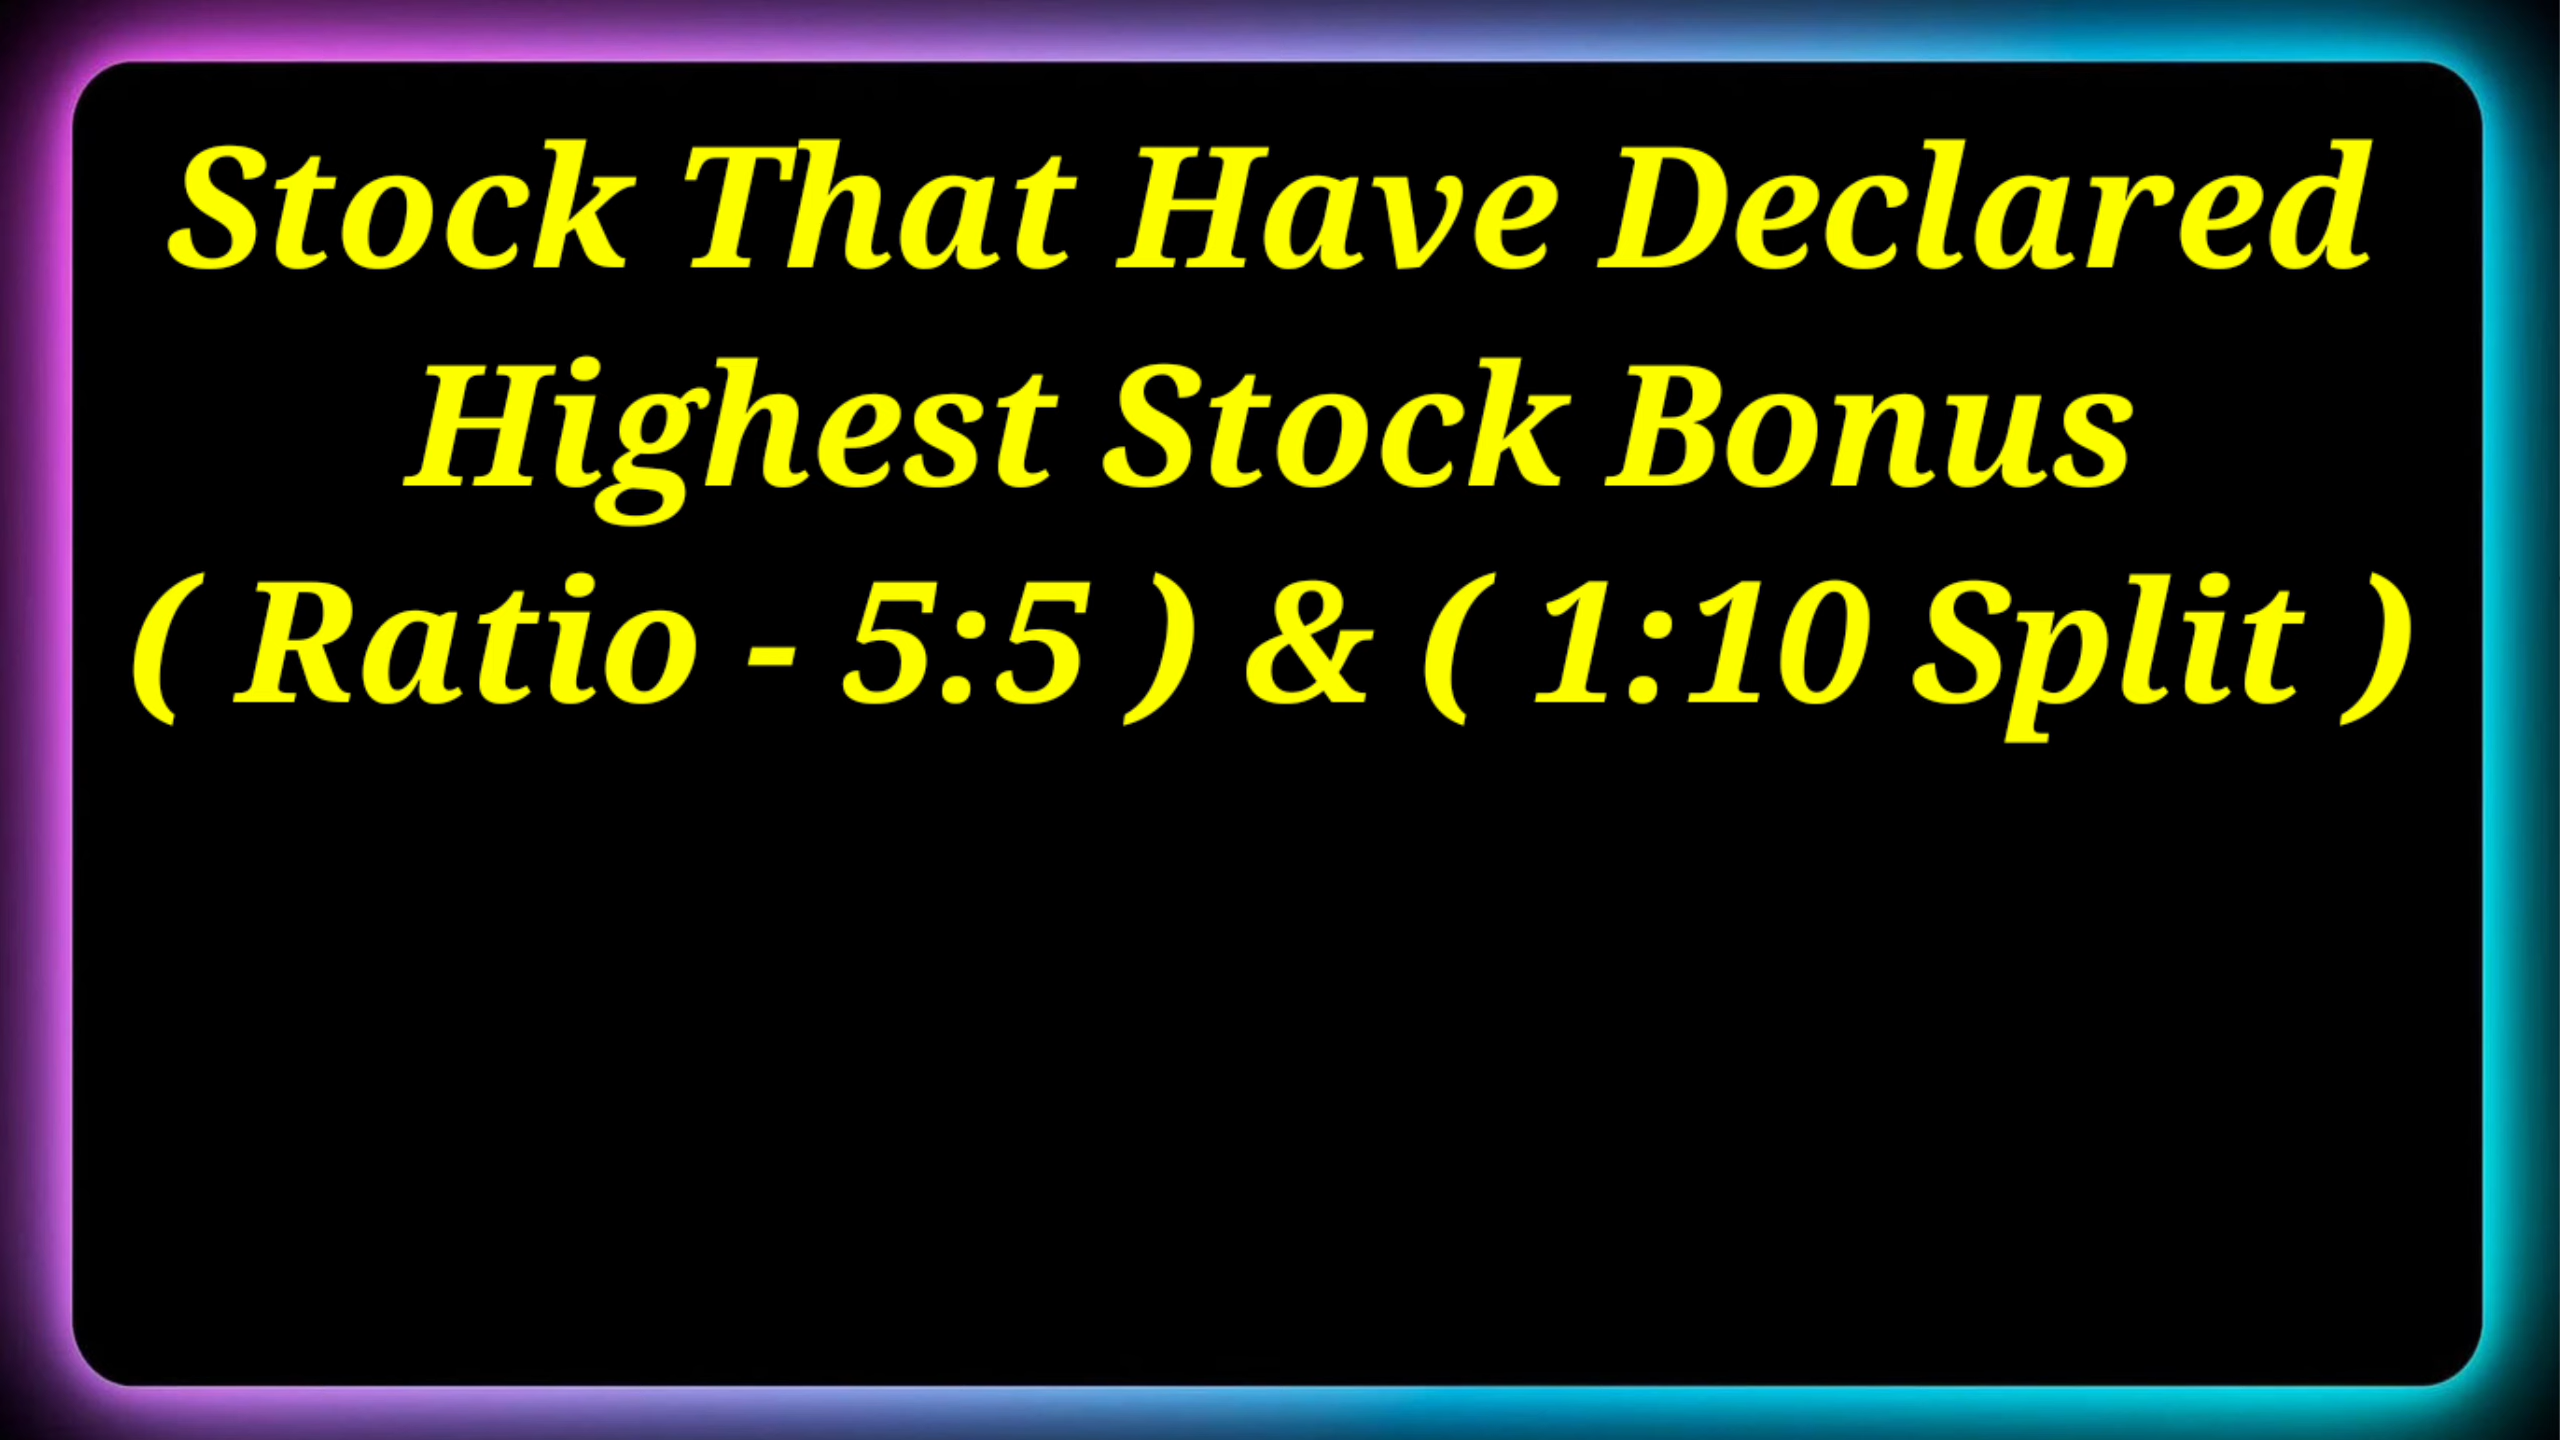 Stock That Have Declared
Highest Stock Bonus
( Ratio - 5:5 ) & ( 1:10 Split )